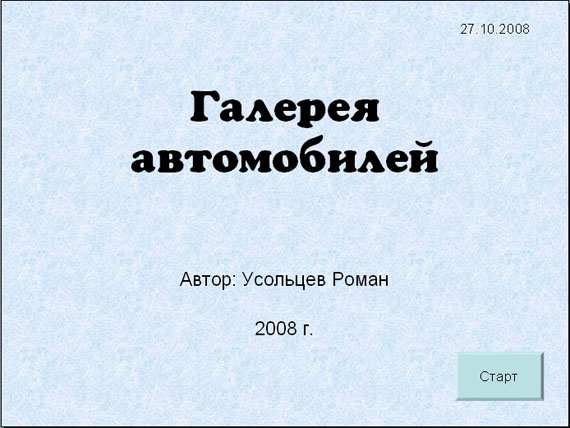 27.10.2008
Галерея
автомобилей
Автор: Усольцев Роман
2008 г.
Старт